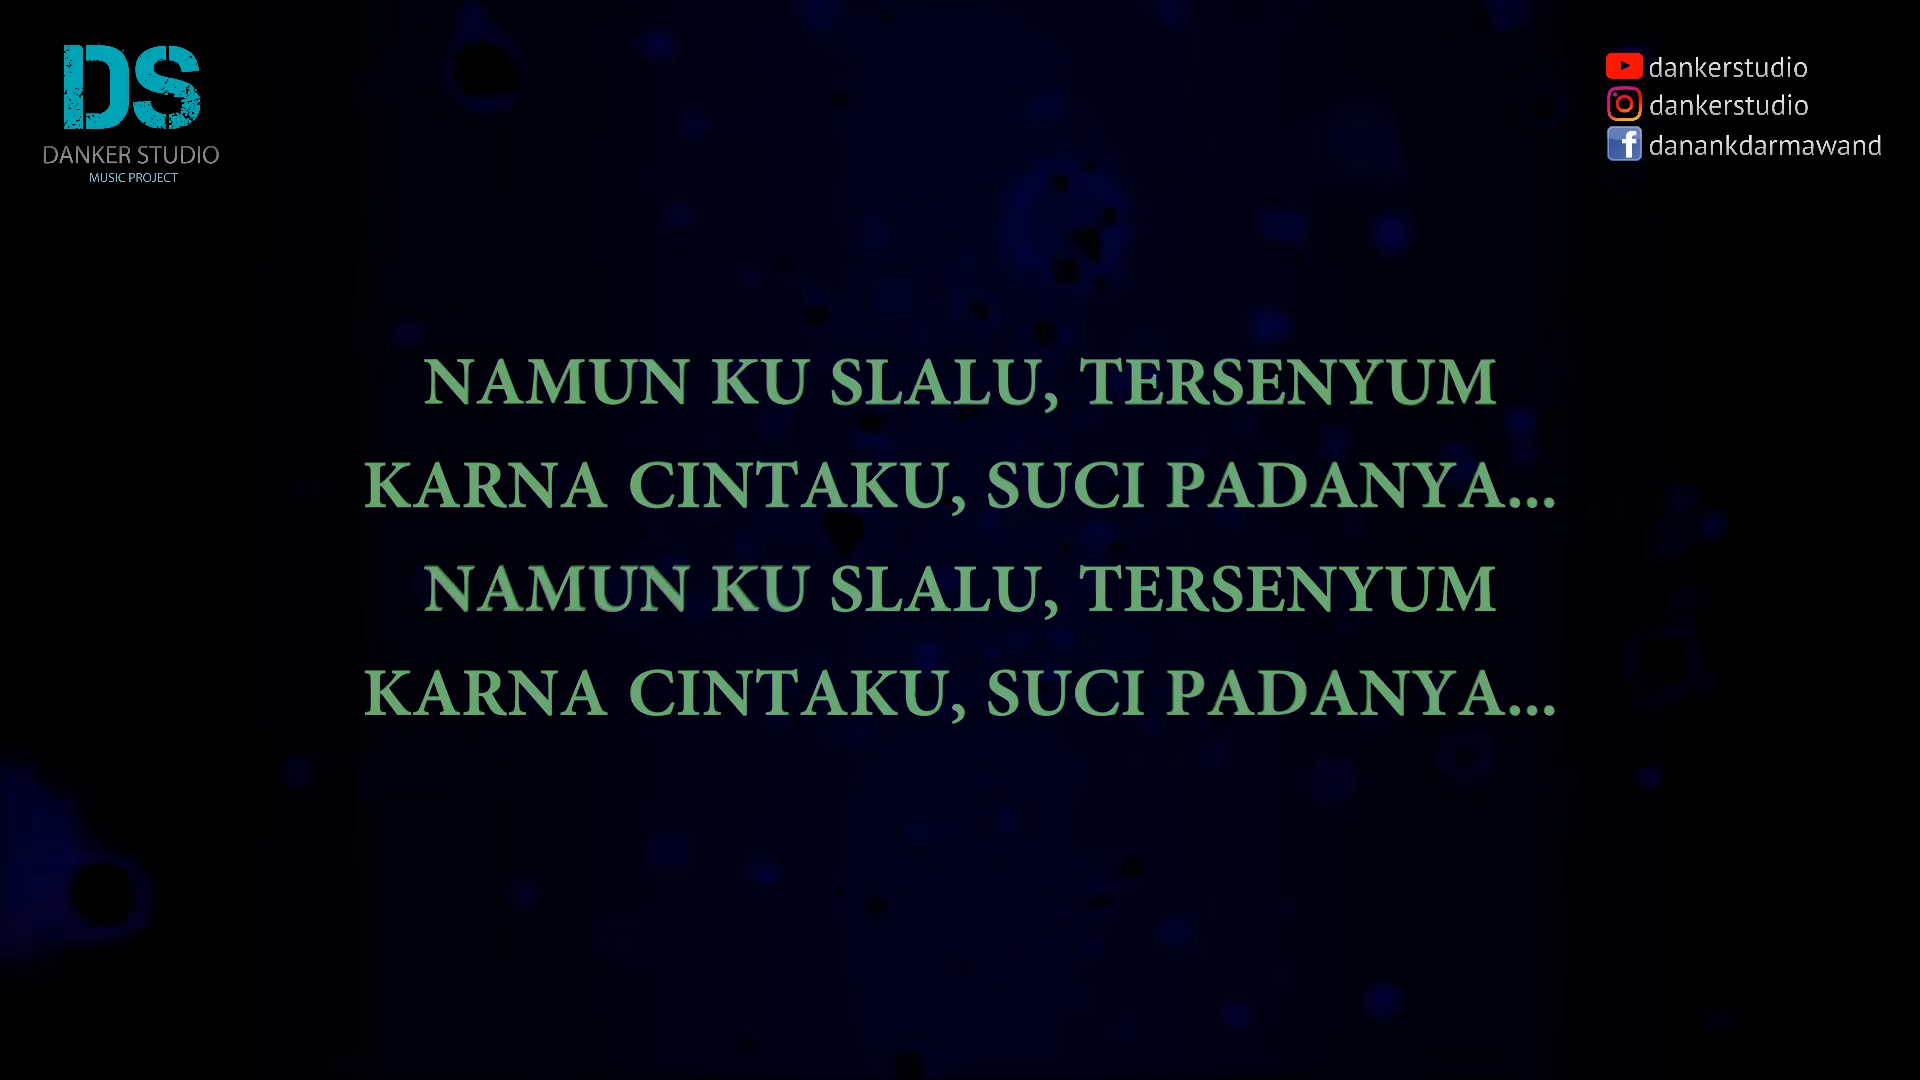 DS
DANKER STUDIO
MUSIC PROJECT
dankerstudio
dankerstudio
danankdarmawand
NAMUN KU SLALU, TERSENYUM
KARNA CINTAKU, SUCI PADANYA...
NAMUN KU SLALU, TERSENYUM
KARNA CINTAKU, SUCI PADANYA...